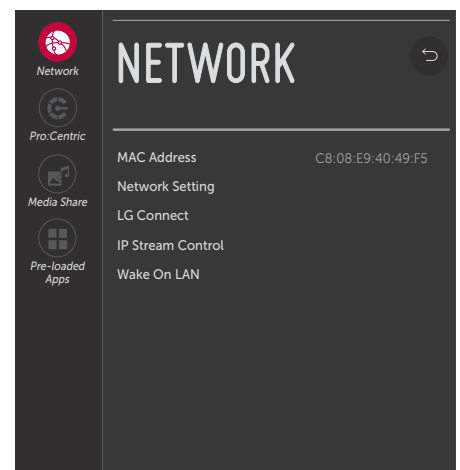 NETWORK
Network
Pro:Centric
Media Share
Pre-loaded
Apps
MAC Address C8:08:E9:40:49:F5
Network Setting
LG Connect
IP Stream Control
Wake On LAN